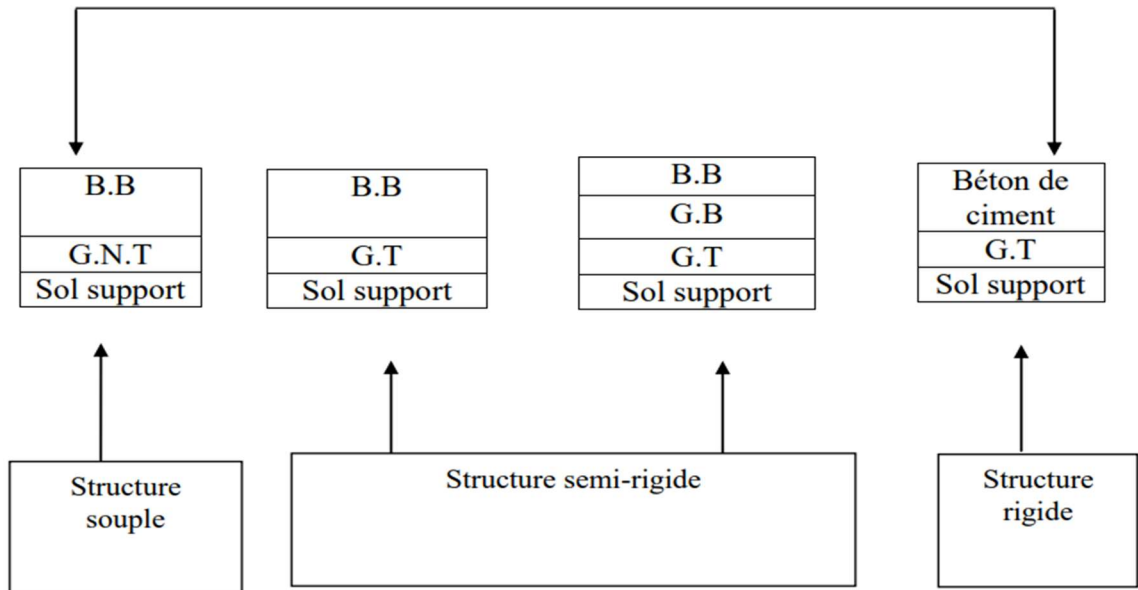 B.B
G.N.T
Sol support
B.B
G.T
Sol support
B.B
G.B
G.T
Sol support
Béton de
ciment
G.T
Sol support
Structure
souple
Structure semi-rigide
Structure
rigide